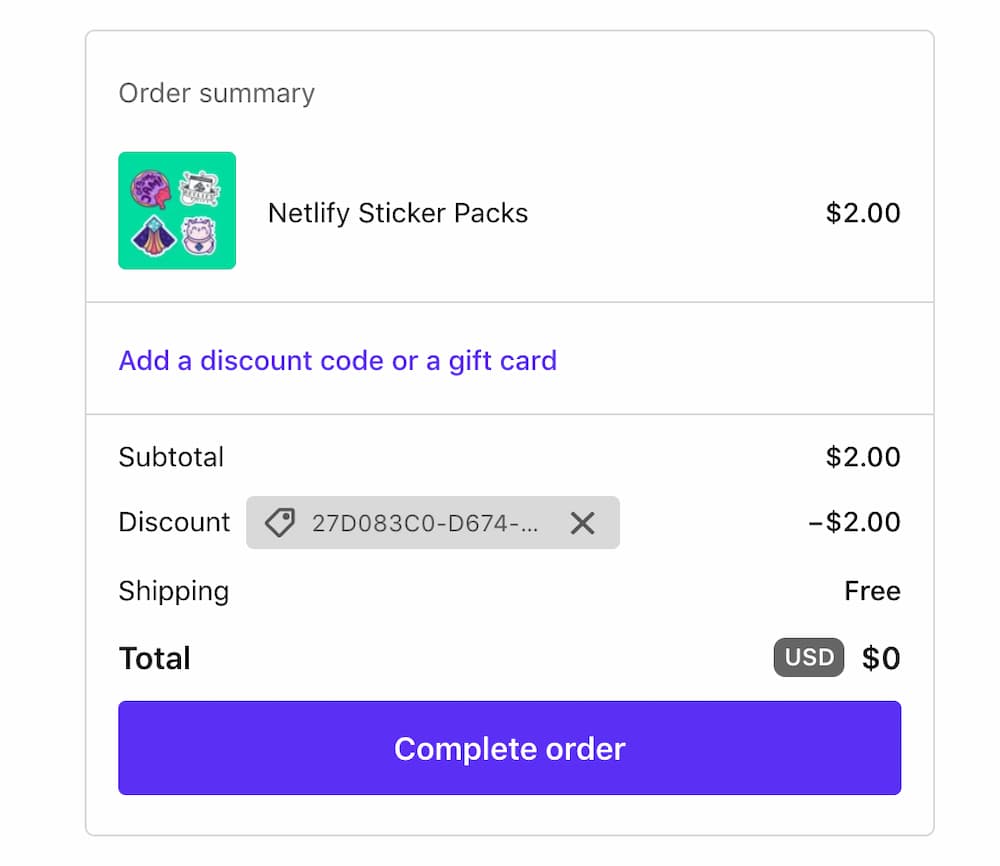 Order summary
Netlify Sticker Packs $2.00
Add a discount code or a gift card
Subtotal $2.00
Discount 27D083C0-D674-... –$2.00
Shipping Free
Total USD $0
Complete order